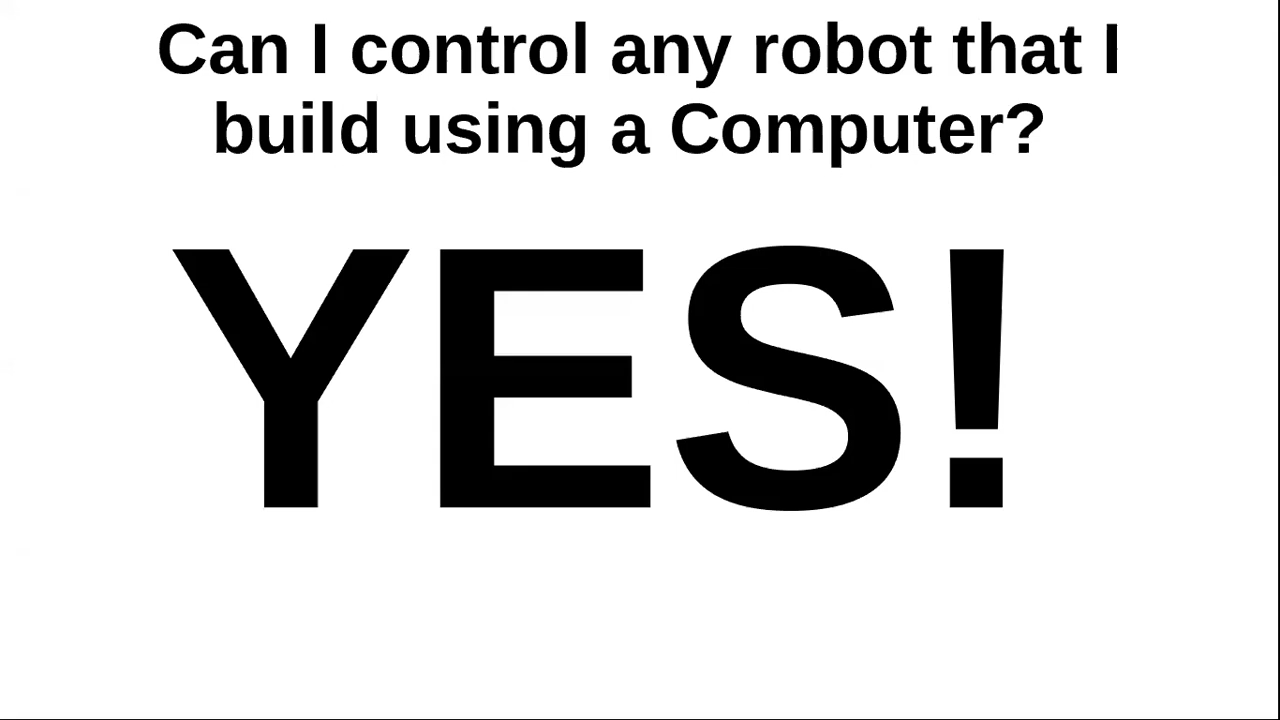 Can I control any robot that I
build using a Computer?
YES!